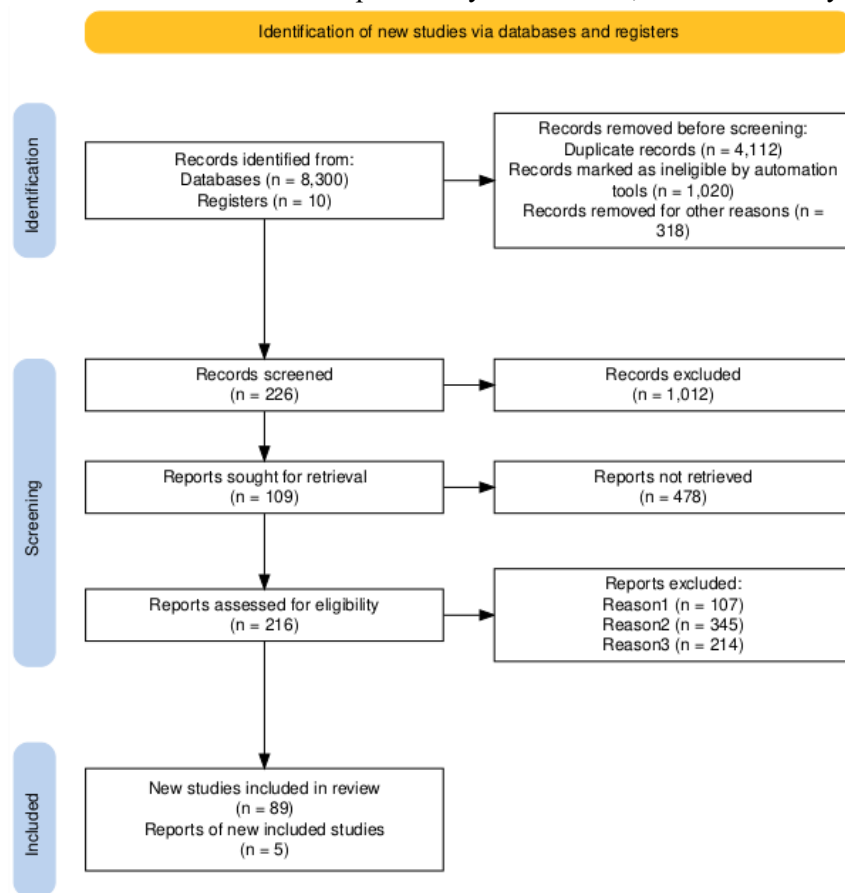 Identification of new studies via databases and registers
Identification
Records identified from:
Databases (n = 8,300)
Registers (n = 10)
Records removed before screening:
Duplicate records (n = 4,112)
Records marked as ineligible by automation
tools (n = 1,020)
Records removed for other reasons (n =
318)
Screening
Records screened
(n = 226)
Records excluded
(n = 1,012)
Reports sought for retrieval
(n = 109)
Reports not retrieved
(n = 478)
Reports assessed for eligibility
(n = 216)
Reports excluded:
Reason1 (n = 107)
Reason2 (n = 345)
Reason3 (n = 214)
Included
New studies included in review
(n = 89)
Reports of new included studies
(n = 5)